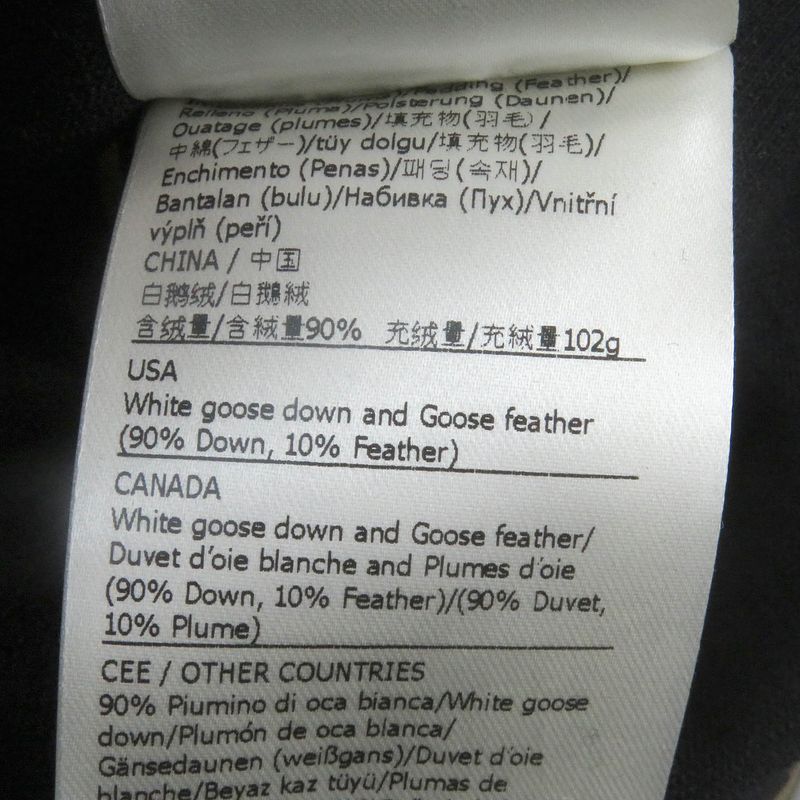 Padding (Feather)/
Relleno (Pluma)/Polsterung (Daunen)/
Ouatage (plumes)/填充物(羽毛)/
中綿(フェザー)/tüy dolgu/填充物(羽毛)/
Enchimento (Penas)/패딩(속재)/
Bantalan (bulu)/Набивка (Пух)/Vnitřní
výplň (peří)
CHINA / 中国
白鹅绒/白鵝絨
含绒量/含絨量90% 充绒量/充絨量102g
USA
White goose down and Goose feather
(90% Down, 10% Feather)
CANADA
White goose down and Goose feather/
Duvet d'oie blanche and Plumes d'oie
(90% Down, 10% Feather)/(90% Duvet,
10% Plume)
CEE / OTHER COUNTRIES
90% Piumino di oca bianca/White goose
down/Plumón de oca blanca/
Gänsedaunen (weißgans)/Duvet d'oie
blanche/Beyaz kaz tüyü/Plumas de